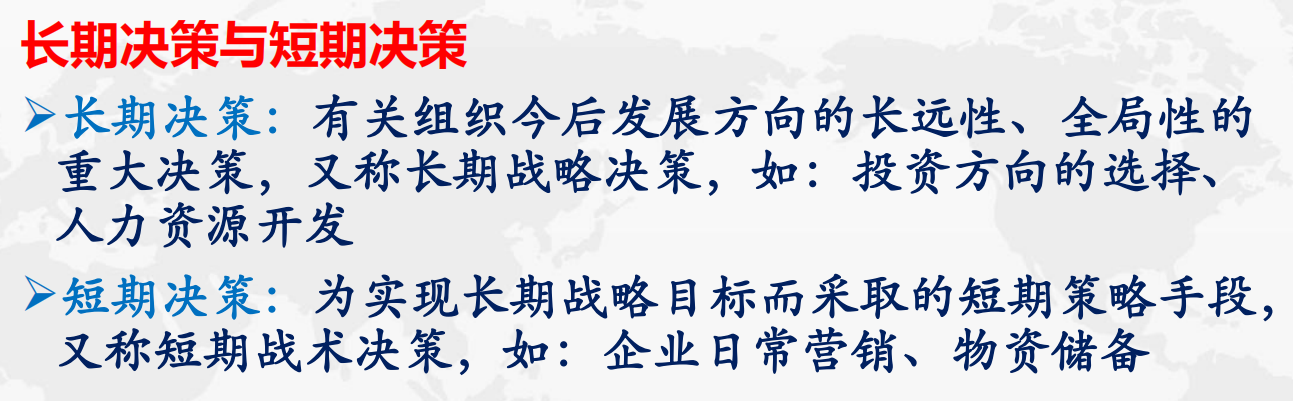 长期决策与短期决策
长期决策：有关组织今后发展方向的长远性、全局性的
重大决策，又称长期战略决策，如：投资方向的选择、
人力资源开发
短期决策：为实现长期战略目标而采取的短期策略手段，
又称短期战术决策，如：企业日常营销、物资储备